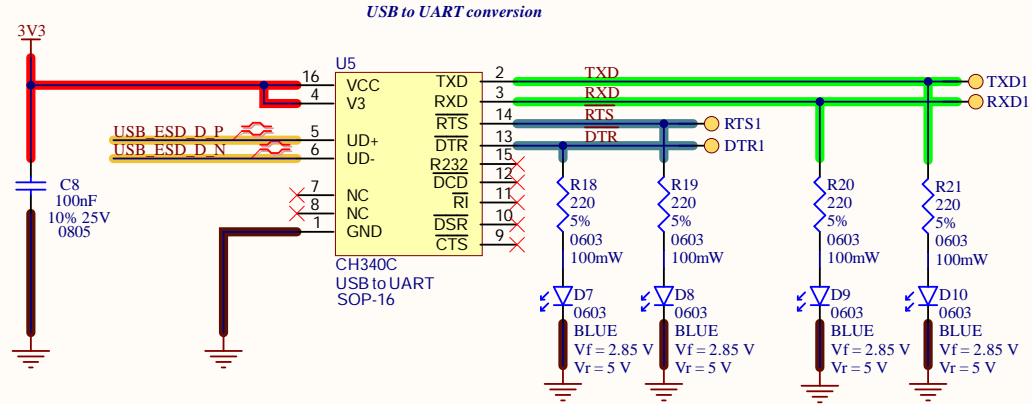 USB to UART conversion
3V3
U5
16 VCC
4 V3
USB_ESD_D_P 5 UD+
USB_ESD_D_N 6 UD-
7 NC
8 NC
1 GND
TXD 2 TXD TXD1
RXD 3 RXD RXD1
RTS 14 RTS RTS1
DTR 13 DTR DTR1
R232 15
DCD 12
RI 11
DSR 10
CTS 9
CH340C
USB to UART
SOP-16
C8
100nF
10% 25V
0805
R18
220
5%
0603
100mW
R19
220
5%
0603
100mW
R20
220
5%
0603
100mW
R21
220
5%
0603
100mW
D7
0603
BLUE
Vf = 2.85 V
Vr = 5 V
D8
0603
BLUE
Vf = 2.85 V
Vr = 5 V
D9
0603
BLUE
Vf = 2.85 V
Vr = 5 V
D10
0603
BLUE
Vf = 2.85 V
Vr = 5 V